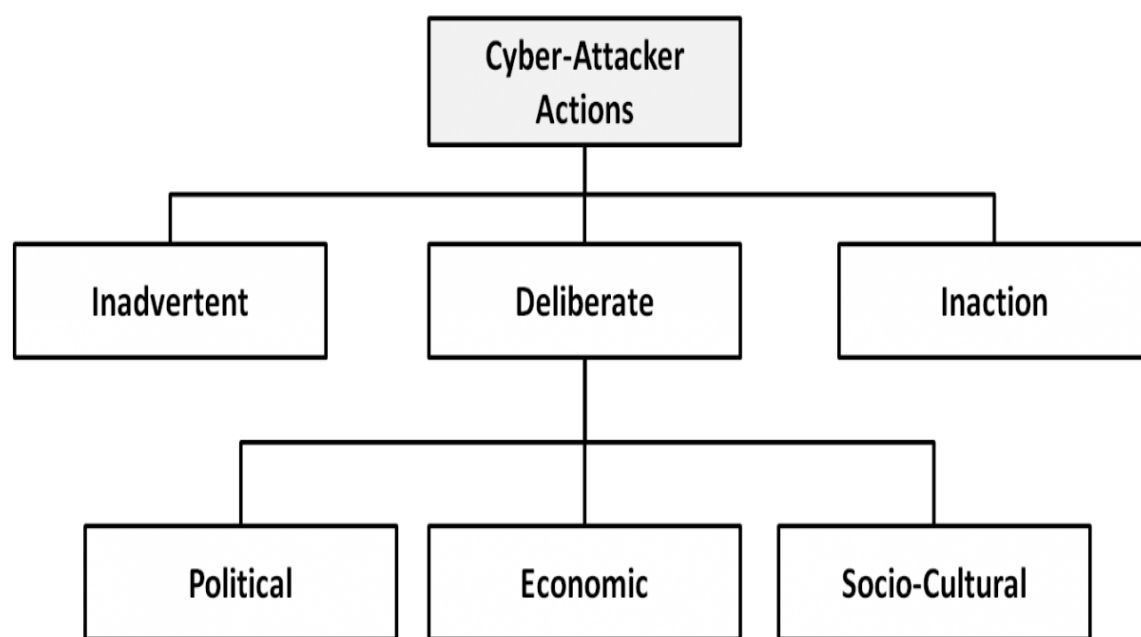 Cyber-Attacker
Actions
Inadvertent
Deliberate
Inaction
Political
Economic
Socio-Cultural